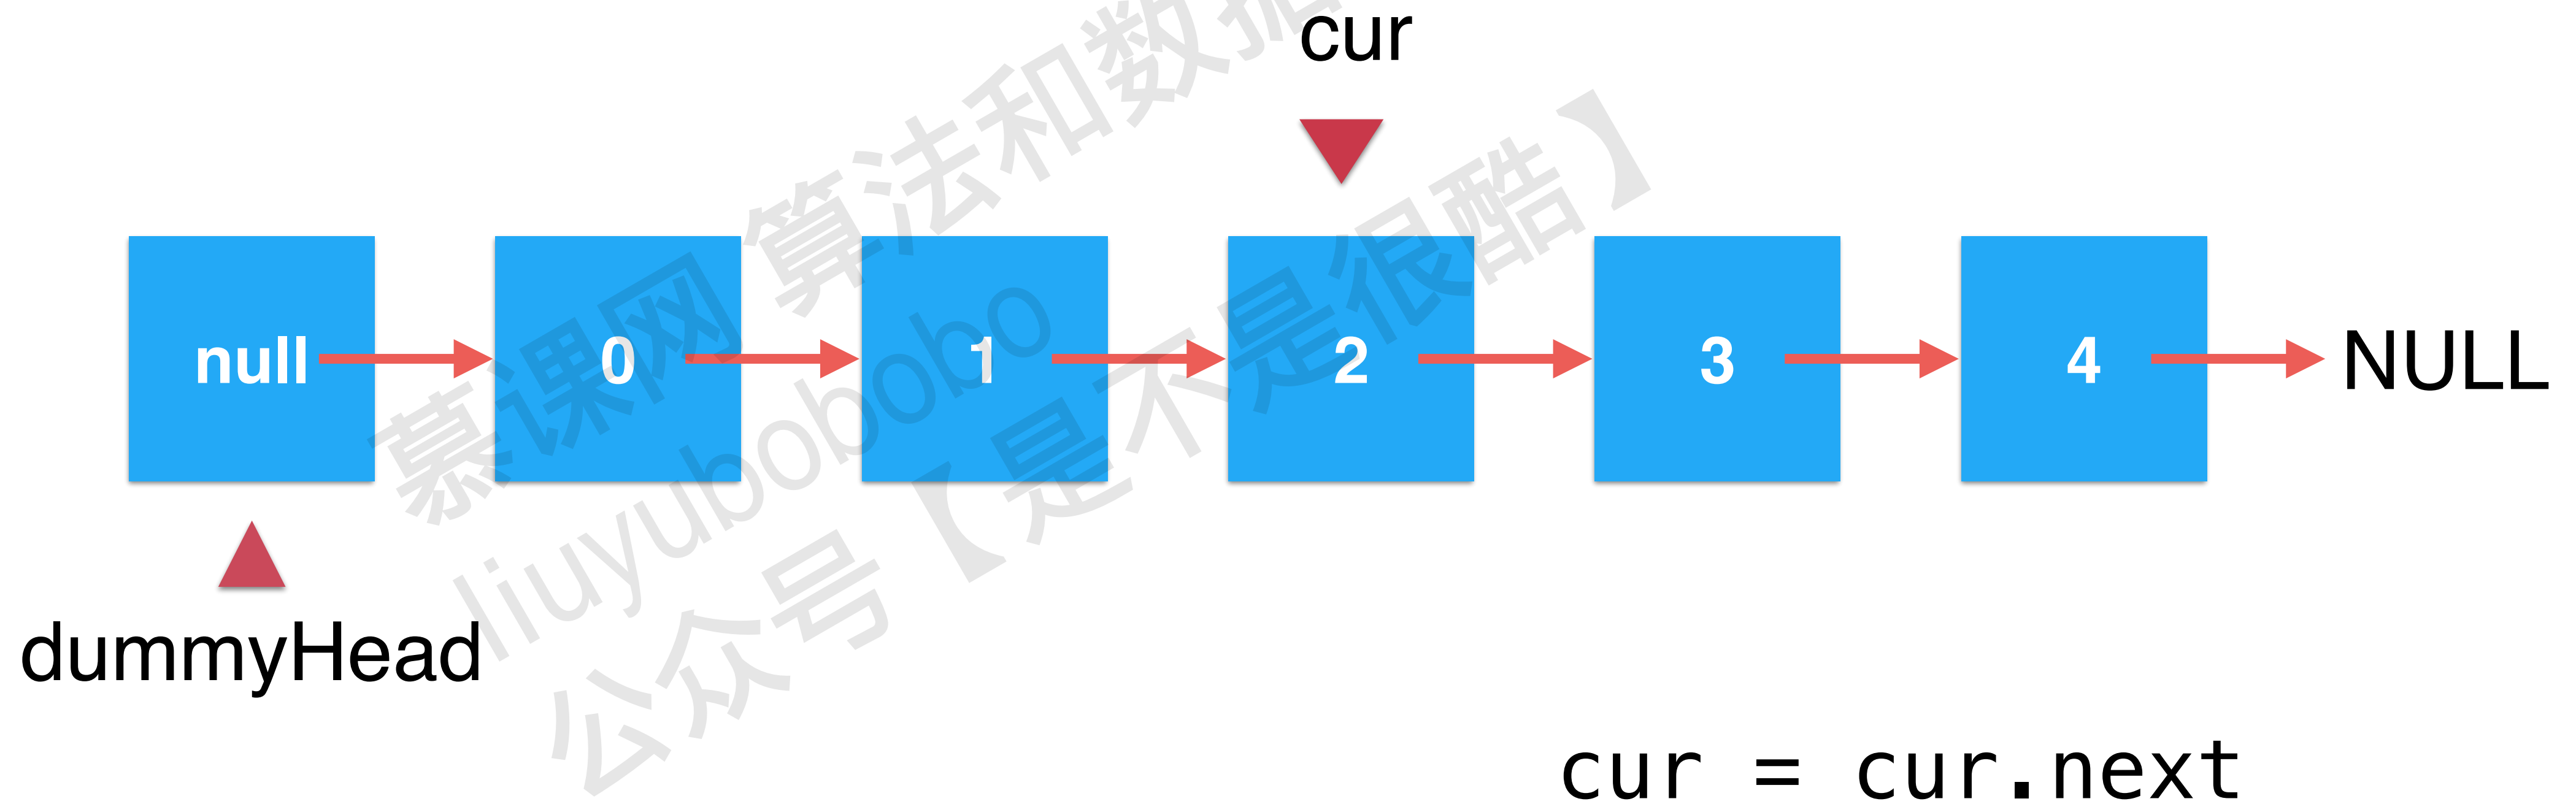 cur
null 0 1 2 3 4 NULL
dummyHead
cur = cur.next
慕课网 算法和数据
liuyubobobo
公众号【是不是很酷】